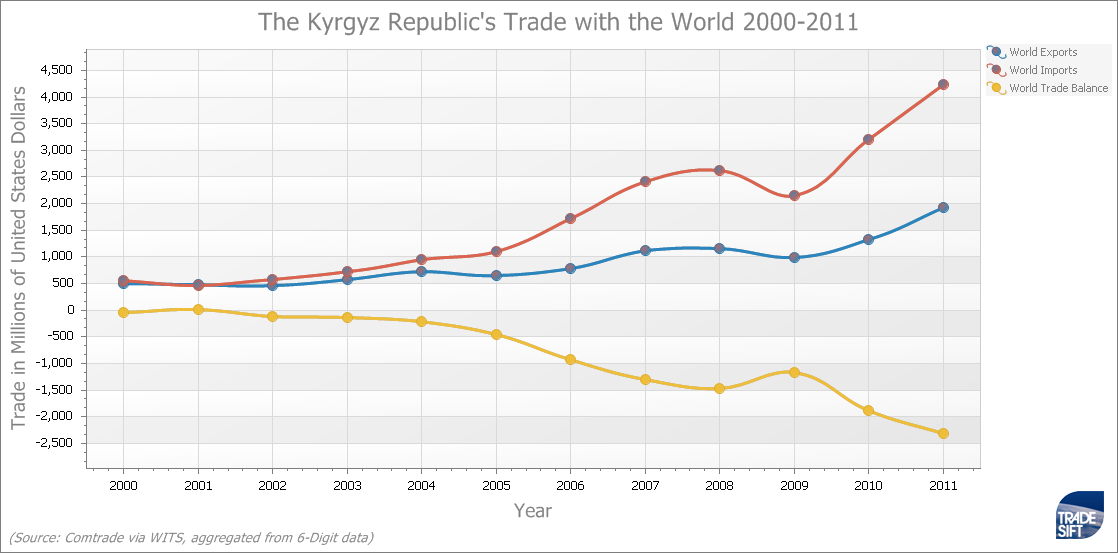 The Kyrgyz Republic's Trade with the World 2000-2011
World Exports
World Imports
World Trade Balance
Trade in Millions of United States Dollars
4,500
4,000
3,500
3,000
2,500
2,000
1,500
1,000
500
0
-500
-1,000
-1,500
-2,000
-2,500
2000 2001 2002 2003 2004 2005 2006 2007 2008 2009 2010 2011
Year
(Source: Comtrade via WITS, aggregated from 6-Digit data)
TRADE
SIFT